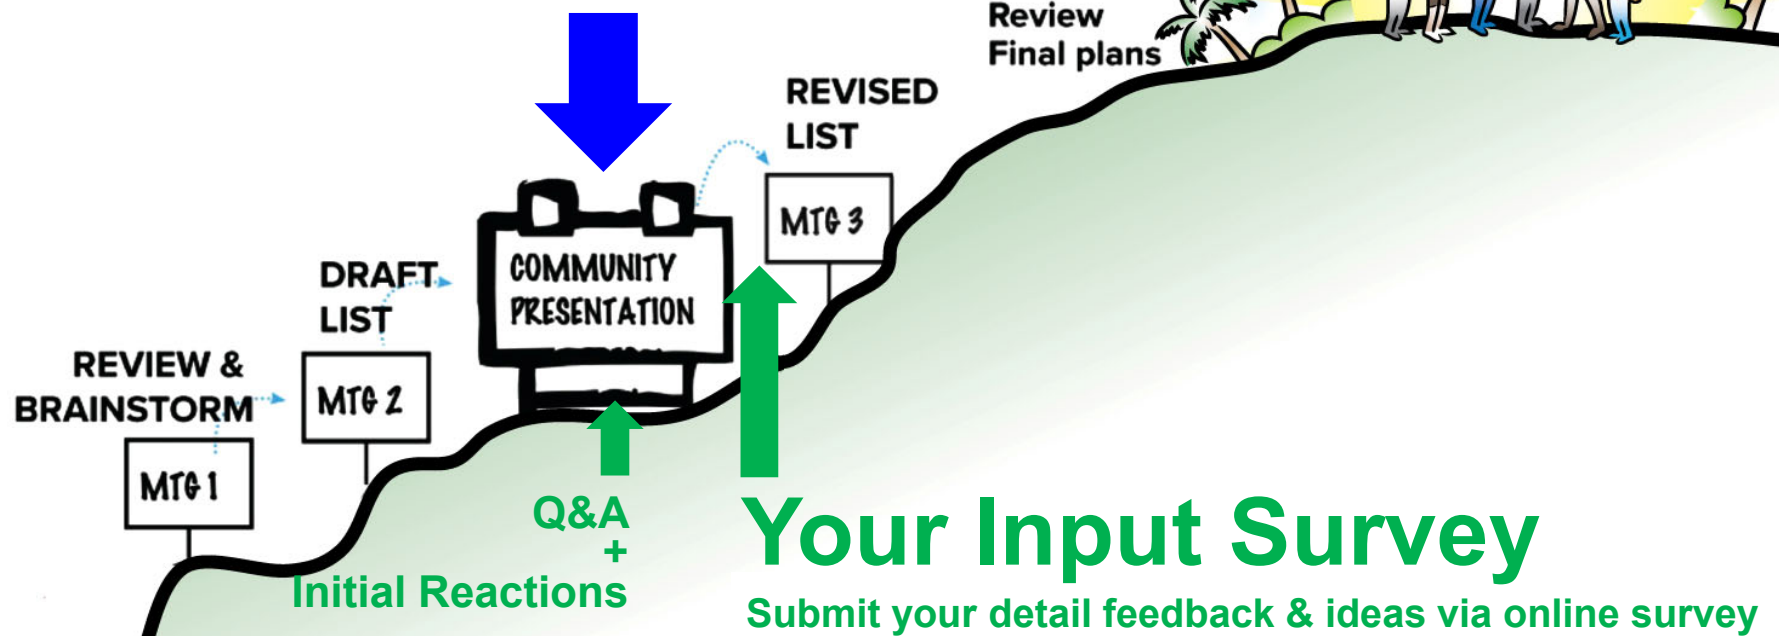 Review
Final plans
REVISED
LIST
MTG 3
DRAFT
LIST
COMMUNITY
PRESENTATION
REVIEW &
BRAINSTORM
MTG 2
MTG 1
Q&A
+
Initial Reactions
Your Input Survey
Submit your detail feedback & ideas via online survey